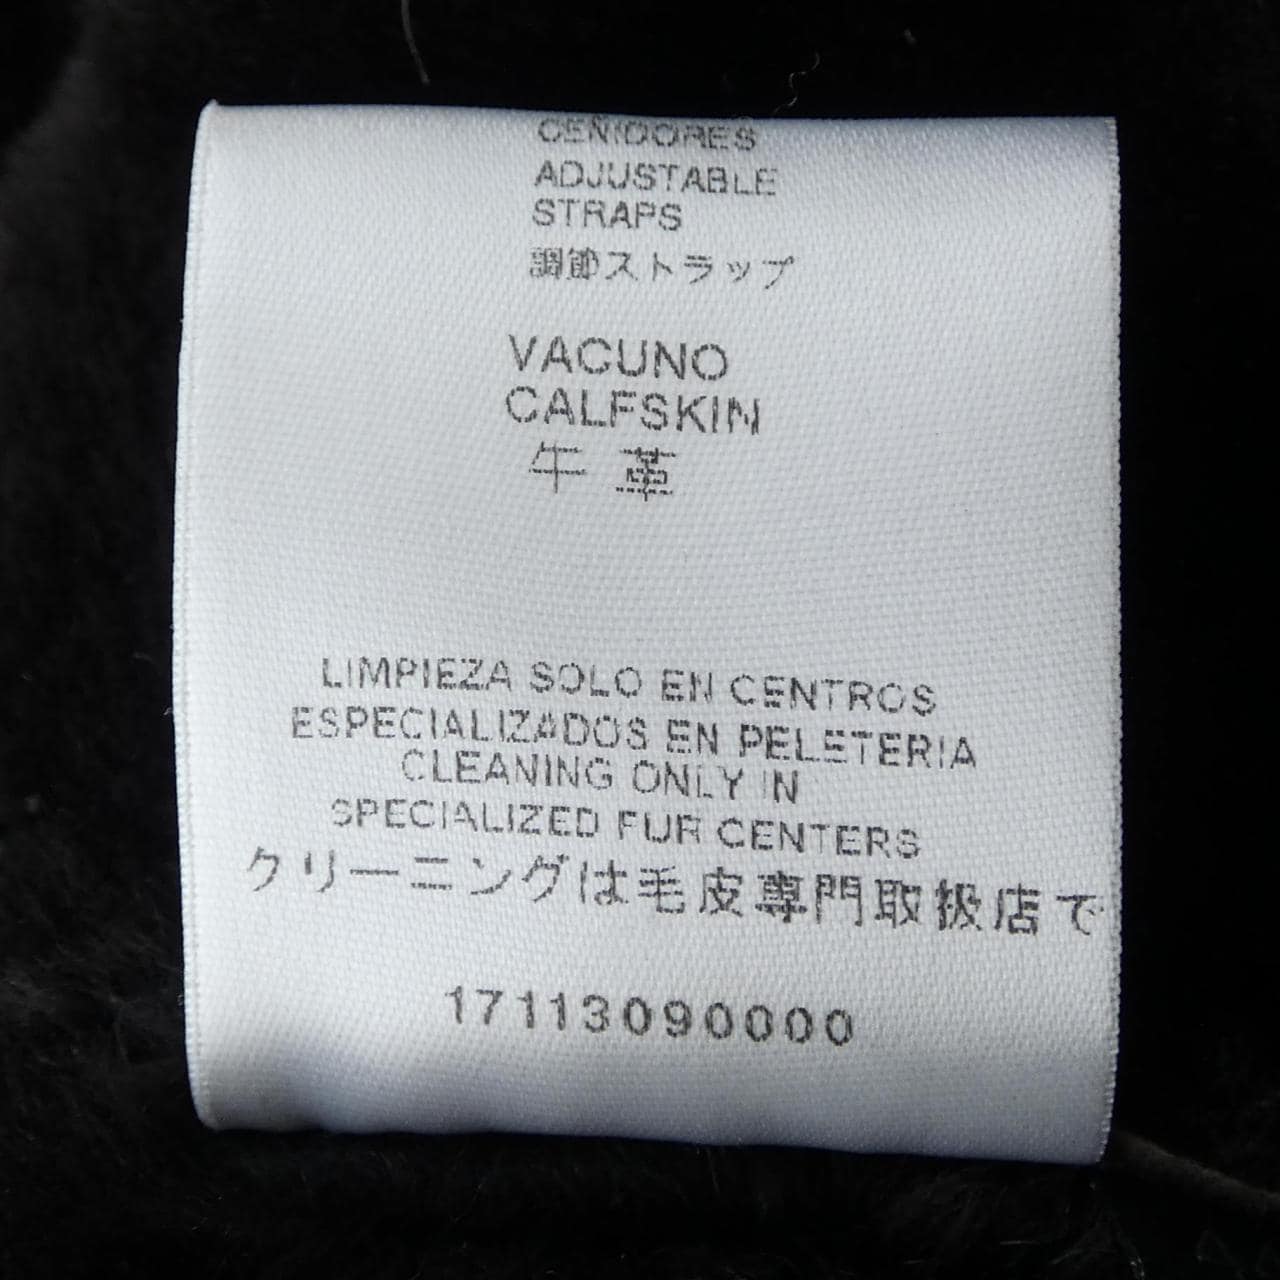 CEÑIDORES
ADJUSTABLE
STRAPS
調節ストラップ
VACUNO
CALFSKIN
牛革
LIMPIEZA SOLO EN CENTROS
ESPECIALIZADOS EN PELETERIA
CLEANING ONLY IN
SPECIALIZED FUR CENTERS
クリーニングは毛皮専門取扱店で
17113090000